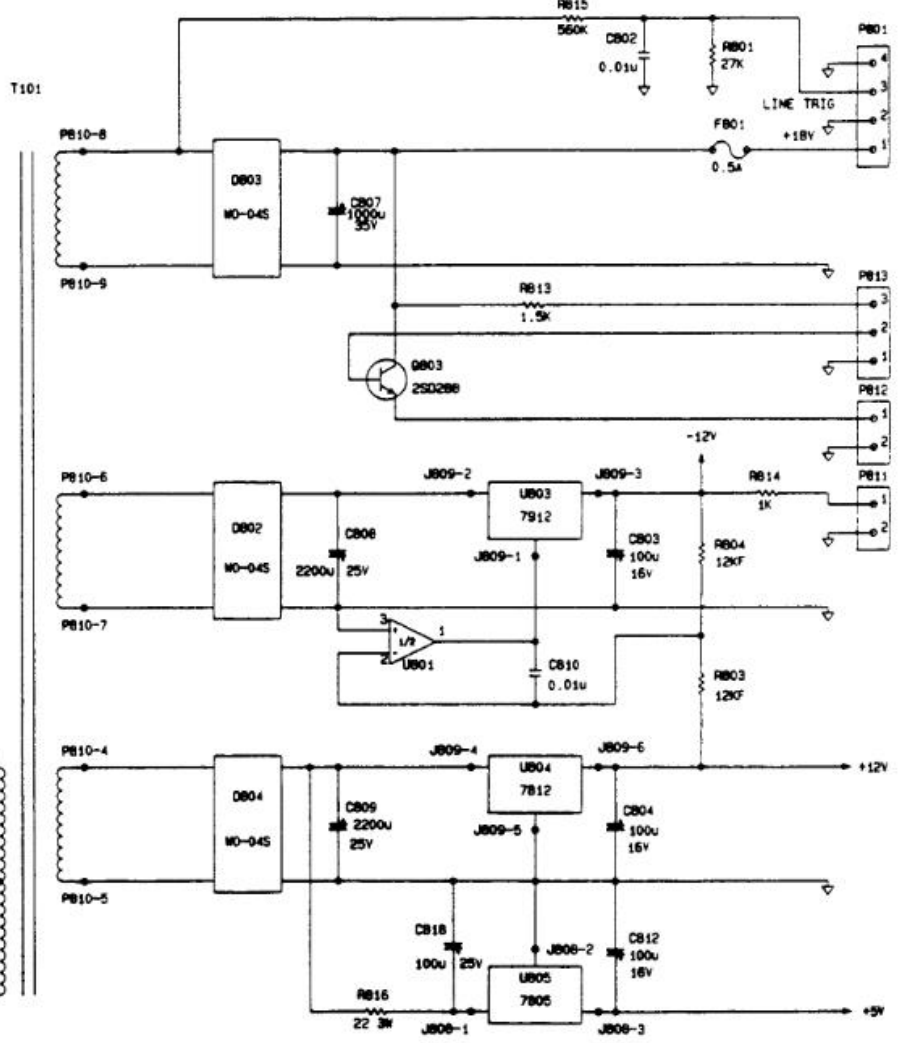 R815
560K
C802
0.01u
R801
27K
P801
4
3
2
1
T101
LINE TRIG
P810-8
F801
+18V
0.5A
D803
WO-04S
C807
1000u
35V
P810-9
P813
R813
1.5K
3
2
1
Q803
2SD288
P812
1
2
-12V
P810-6
J809-2
J809-3
R814
1K
P811
1
2
U803
7912
D802
WO-04S
C808
2200u
25V
J809-1
C803
100u
16V
R804
12KF
P810-7
3
+
1/2
-
2
1
U801
C810
0.01u
R803
12KF
P810-4
J809-4
J809-6
U804
7812
+12V
D804
WO-04S
C809
2200u
25V
J809-5
C804
100u
16V
P810-5
C818
100u
25V
J808-2
C812
100u
16V
U805
7805
R816
22 3W
J808-1
J808-3
+5V